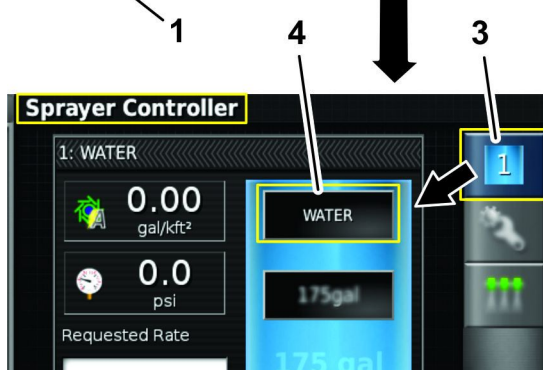 1
4
3
Sprayer Controller
1: WATER
1
0.00
gal/kft²
WATER
A
0.0
psi
175gal
Requested Rate
175 gal